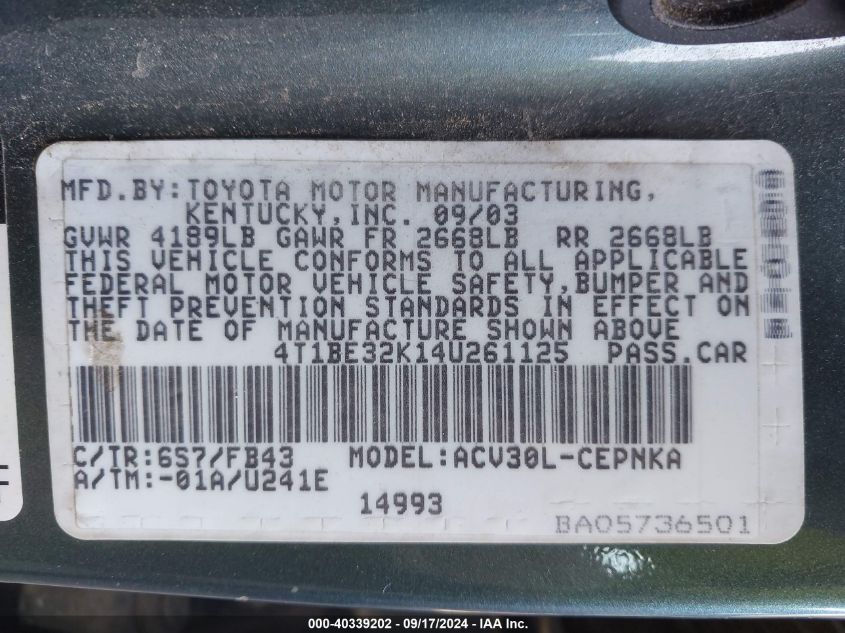 MFD.BY:TOYOTA MOTOR MANUFACTURING,
KENTUCKY,INC. 09/03
GVWR 4189LB GAWR FR 2668LB RR 2668LB
THIS VEHICLE CONFORMS TO ALL APPLICABLE
FEDERAL MOTOR VEHICLE SAFETY,BUMPER AND
THEFT PREVENTION STANDARDS IN EFFECT ON
THE DATE OF MANUFACTURE SHOWN ABOVE
4T1BE32K14U261125 PASS.CAR
C/TR:6S7/FB43 MODEL:ACV30L-CEPNKA
A/TM:-01A/U241E
14993
BA05736501
000-40339202 - 09/17/2024 - IAA Inc.